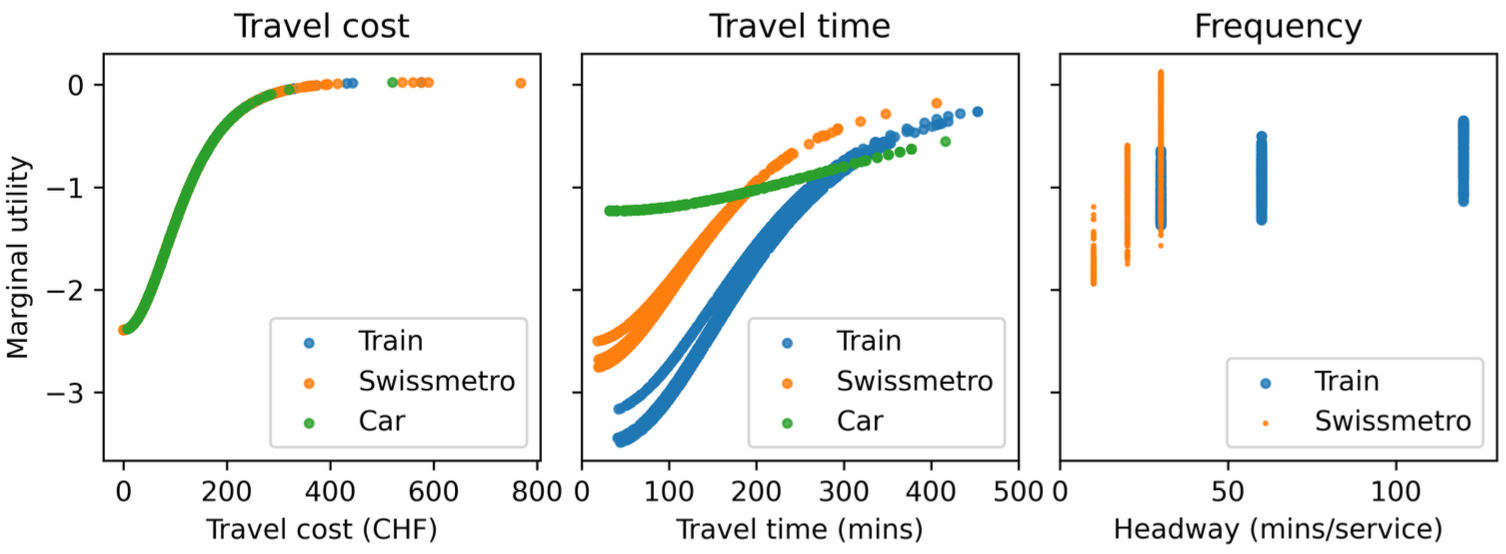 Travel cost
Travel time
Frequency
Marginal utility
0
−1
−2
−3
Train
Swissmetro
Car
Train
Swissmetro
Car
Train
Swissmetro
0 200 400 600 800
0 100 200 300 400 500
0 50 100
Travel cost (CHF)
Travel time (mins)
Headway (mins/service)